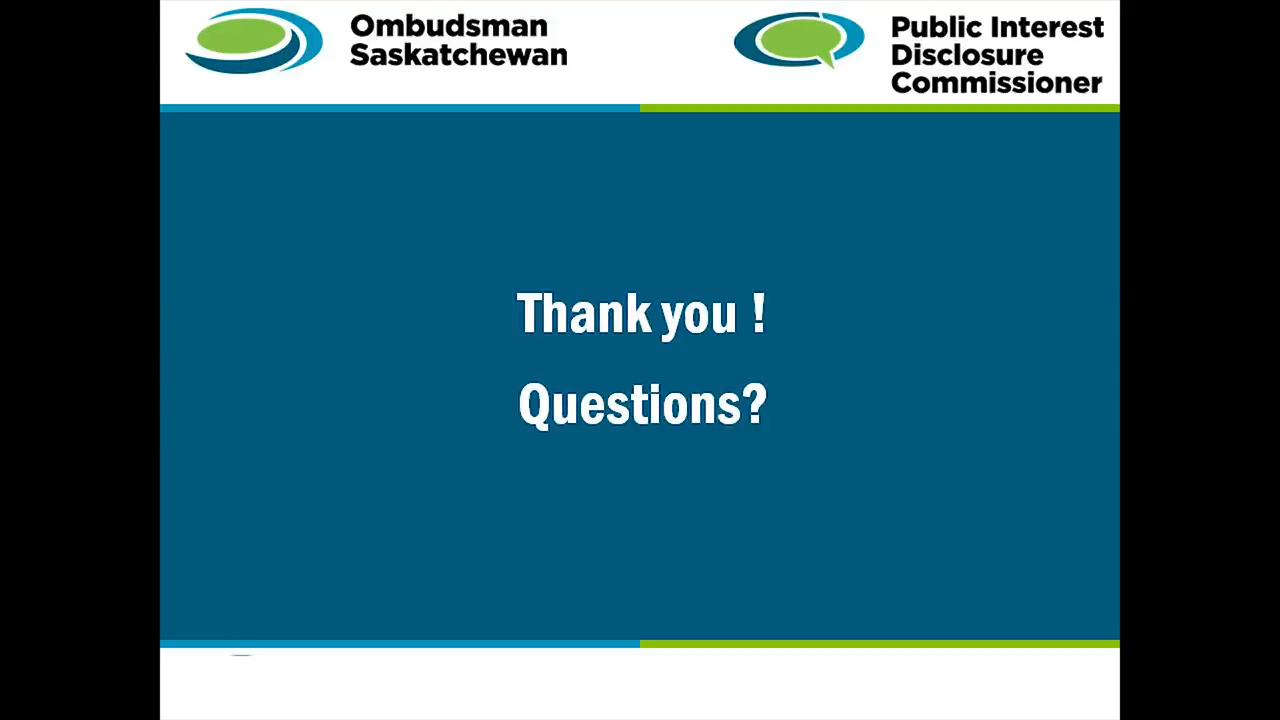 Ombudsman
Saskatchewan
Public Interest
Disclosure
Commissioner
Thank you !
Questions?